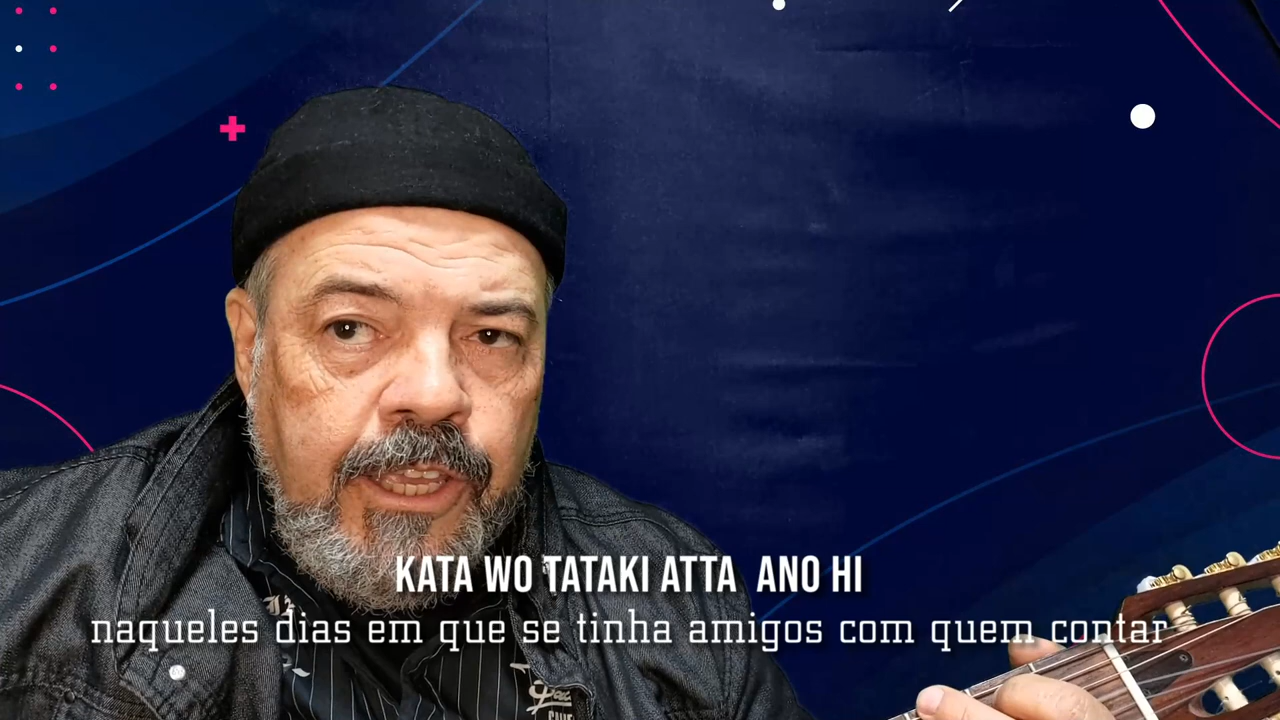 KATA WO TATAKI ATTA ANO HI
naqueles dias em que se tinha amigos com quem contar